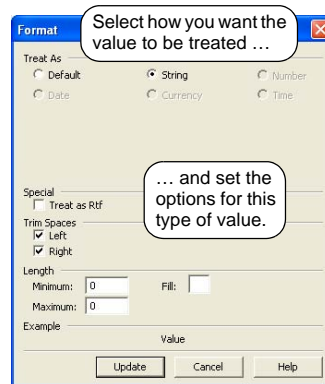 Format
Select how you want the
value to be treated …
Treat As
Default String Number
Date Currency Time
… and set the
options for this
type of value.
Special
Treat as Rtf
Trim Spaces
Left
Right
Length
Minimum: 0 Fill:
Maximum: 0
Example
Value
Update Cancel Help